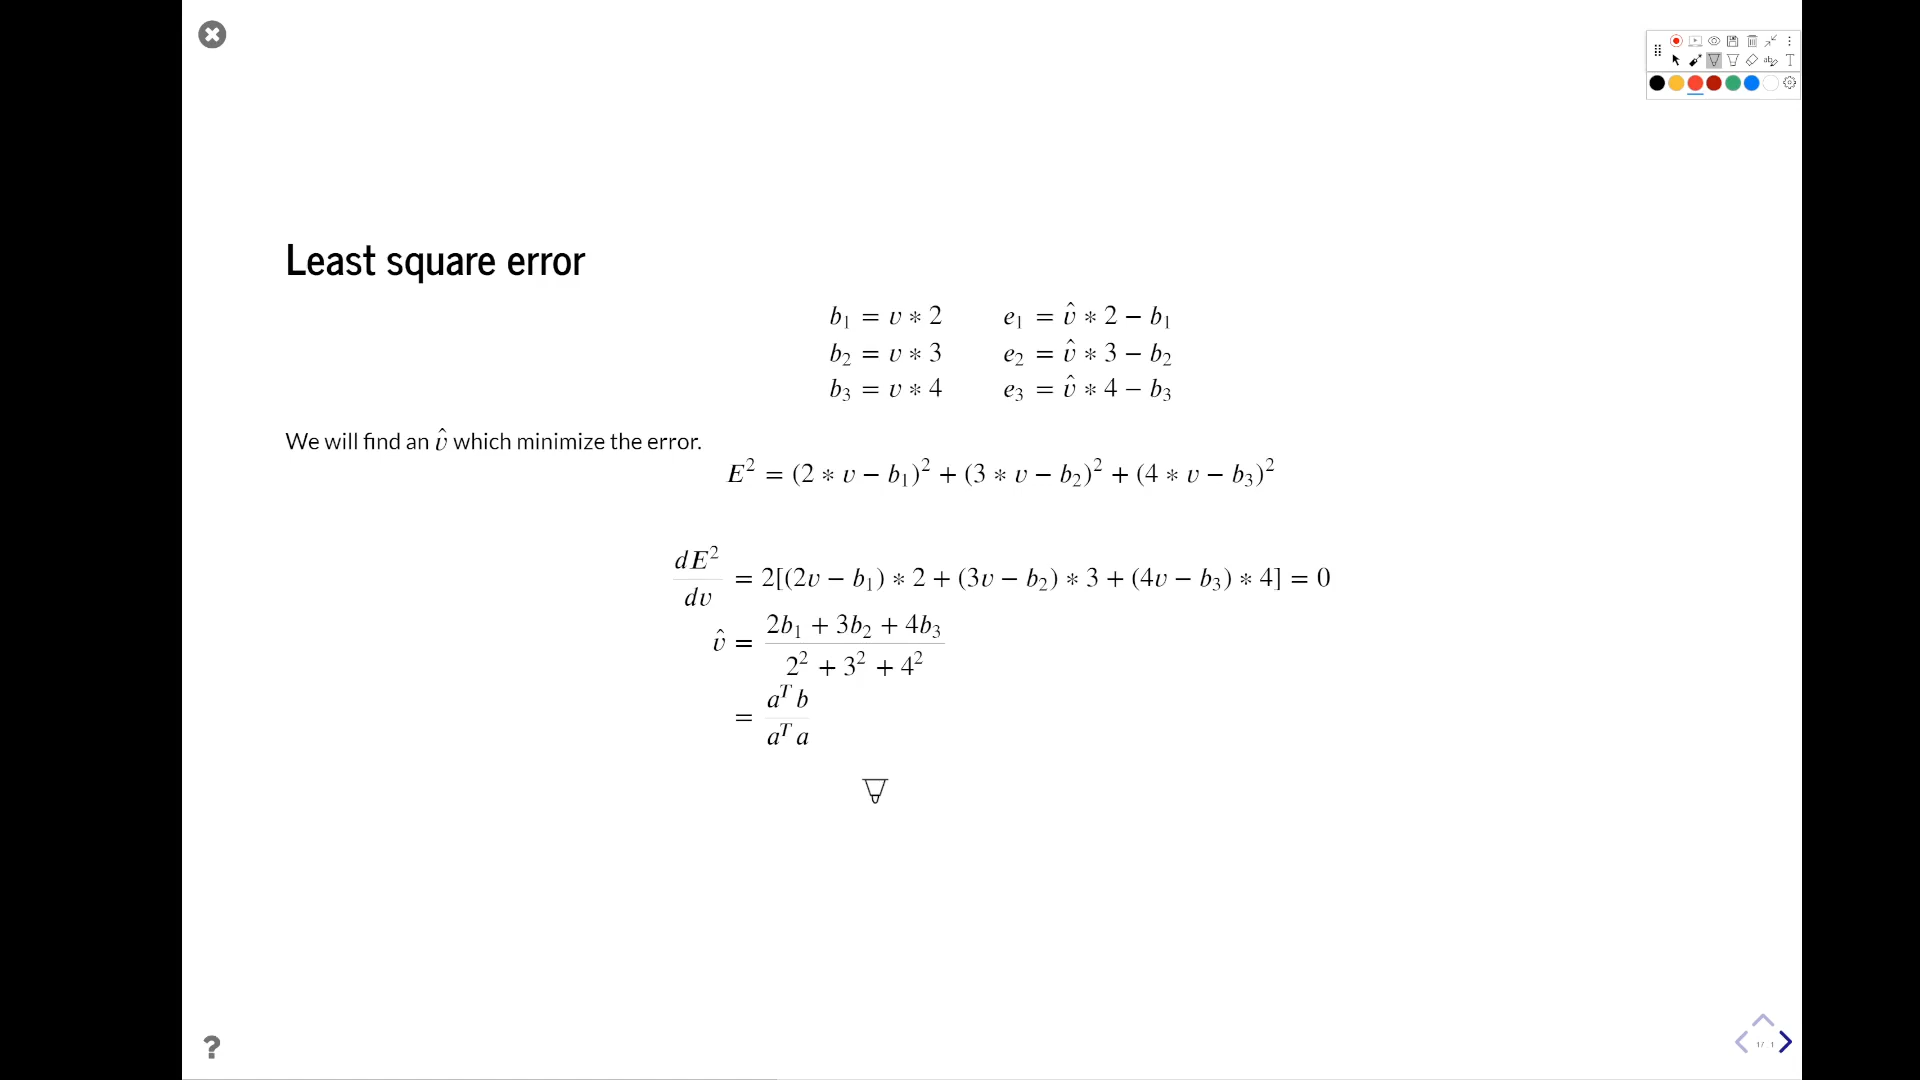 Least square error
b₁ = v * 2 e₁ = v̂ * 2 − b₁
b₂ = v * 3 e₂ = v̂ * 3 − b₂
b₃ = v * 4 e₃ = v̂ * 4 − b₃
We will find an v̂ which minimize the error.
E² = (2 * v − b₁)² + (3 * v − b₂)² + (4 * v − b₃)²
dE²/dv = 2[(2v − b₁) * 2 + (3v − b₂) * 3 + (4v − b₃) * 4] = 0
v̂ = (2b₁ + 3b₂ + 4b₃)/(2² + 3² + 4²)
= aᵀb/aᵀa
?
1/ 1